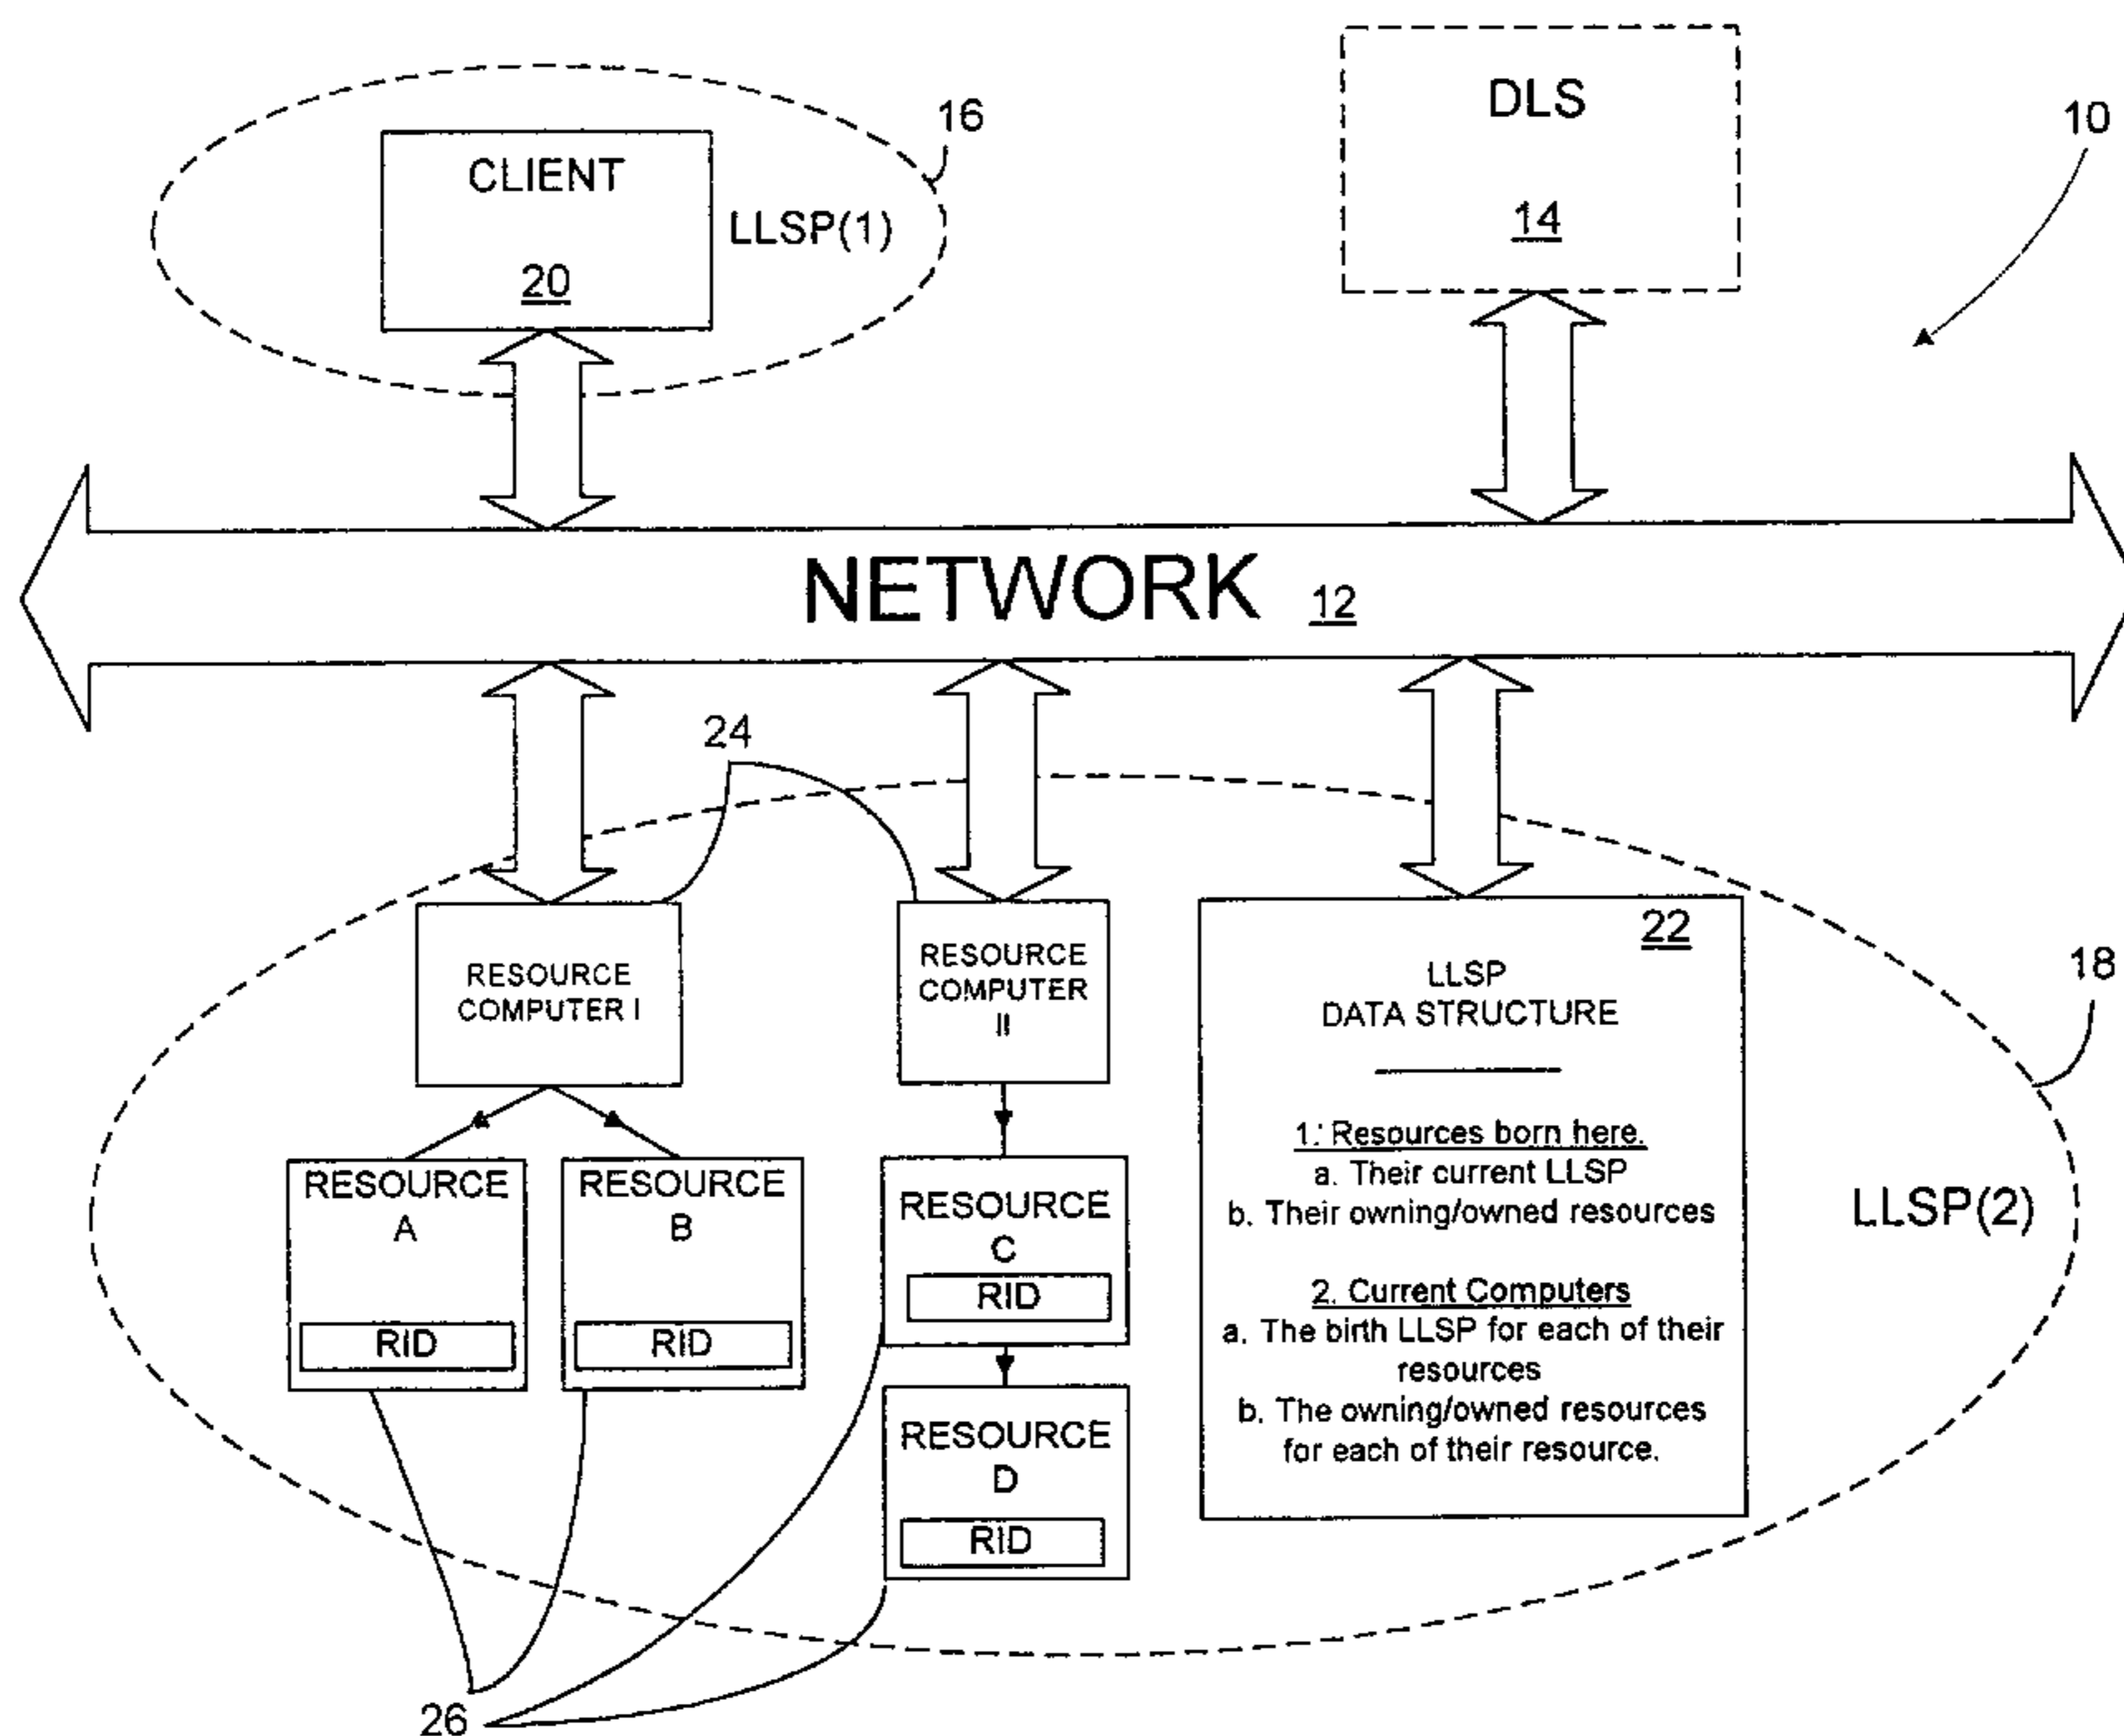 DLS
14
10
16
CLIENT
LLSP(1)
20
NETWORK 12
24
22
18
RESOURCE
COMPUTER I
RESOURCE
COMPUTER
II
LLSP
DATA STRUCTURE
1. Resources born here.
a. Their current LLSP
b. Their owning/owned resources
2. Current Computers
a. The birth LLSP for each of their
resources
b. The owning/owned resources
for each of their resource.
LLSP(2)
RESOURCE
A
RID
RESOURCE
B
RID
RESOURCE
C
RID
RESOURCE
D
RID
26